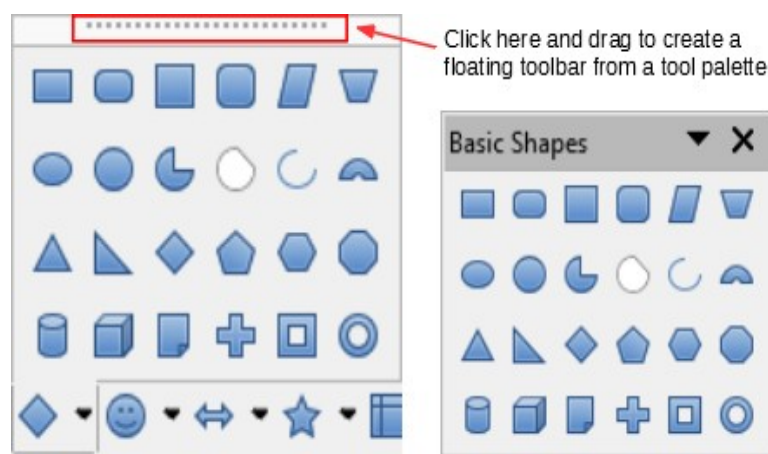 Click here and drag to create a
floating toolbar from a tool palette
Basic Shapes